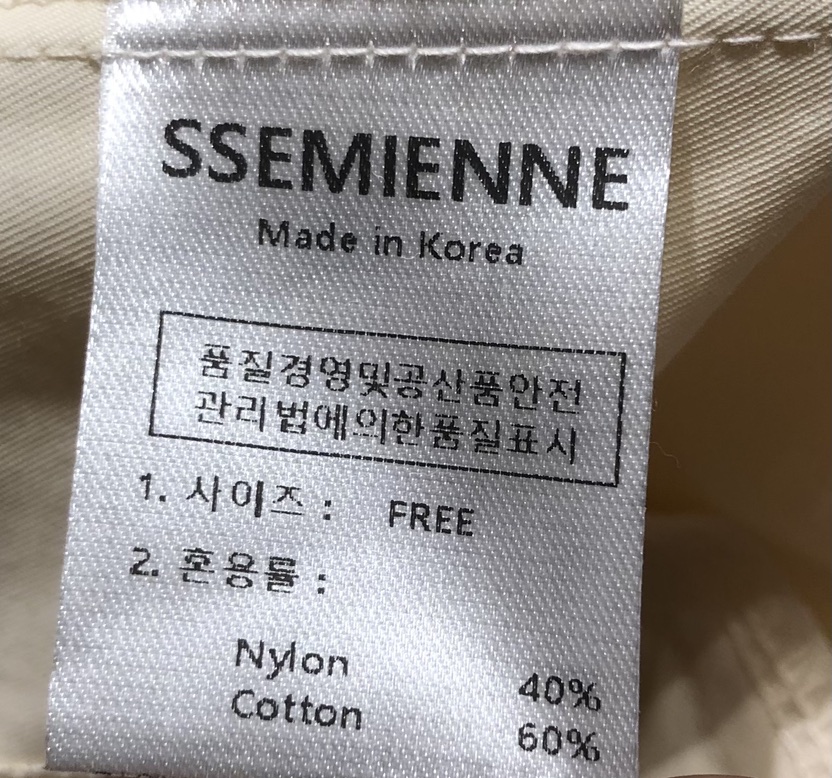 SSEMIENNE
Made in Korea
품질경영및공산품안전
관리법에의한품질표시
1. 사이즈 : FREE
2. 혼용률 :
Nylon 40%
Cotton 60%